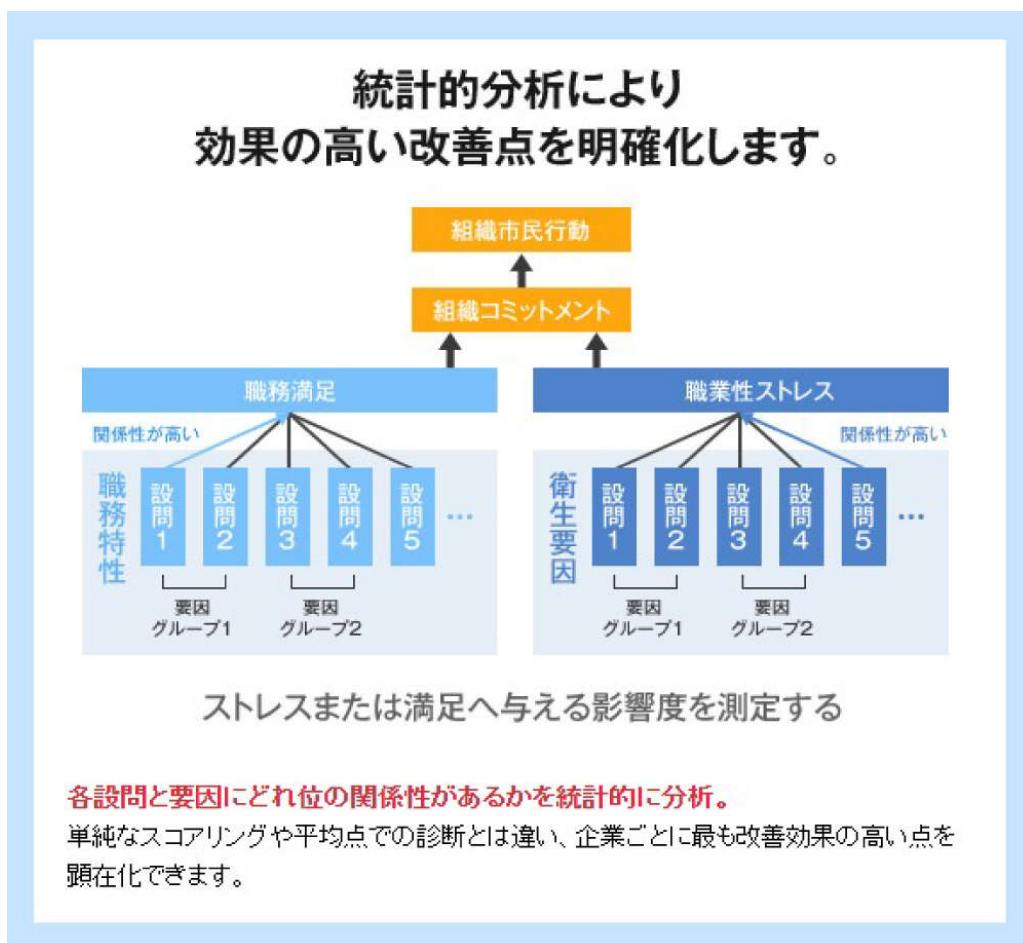 統計的分析により
効果の高い改善点を明確化します。
組織市民行動
組織コミットメント
職務満足
職業性ストレス
関係性が高い
関係性が高い
職務特性
設問1
設問2
設問3
設問4
設問5
…
要因
グループ1
要因
グループ2
衛生要因
設問1
設問2
設問3
設問4
設問5
…
要因
グループ1
要因
グループ2
ストレスまたは満足へ与える影響度を測定する
各設問と要因にどれ位の関係性があるかを統計的に分析。
単純なスコアリングや平均点での診断とは違い、企業ごとに最も改善効果の高い点を
顕在化できます。